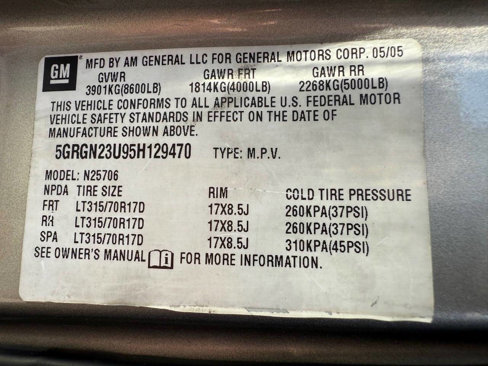 GM
MFD BY AM GENERAL LLC FOR GENERAL MOTORS CORP. 05/05
GVWR GAWR FRT GAWR RR
3901KG(8600LB) 1814KG(4000LB) 2268KG(5000LB)
THIS VEHICLE CONFORMS TO ALL APPLICABLE U.S. FEDERAL MOTOR
VEHICLE SAFETY STANDARDS IN EFFECT ON THE DATE OF
MANUFACTURE SHOWN ABOVE.
5GRGN23U95H129470 TYPE: M.P.V.
MODEL: N25706
NPDA TIRE SIZE RIM COLD TIRE PRESSURE
FRT LT315/70R17D 17X8.5J 260KPA(37PSI)
RR LT315/70R17D 17X8.5J 260KPA(37PSI)
SPA LT315/70R17D 17X8.5J 310KPA(45PSI)
SEE OWNER'S MANUAL FOR MORE INFORMATION.